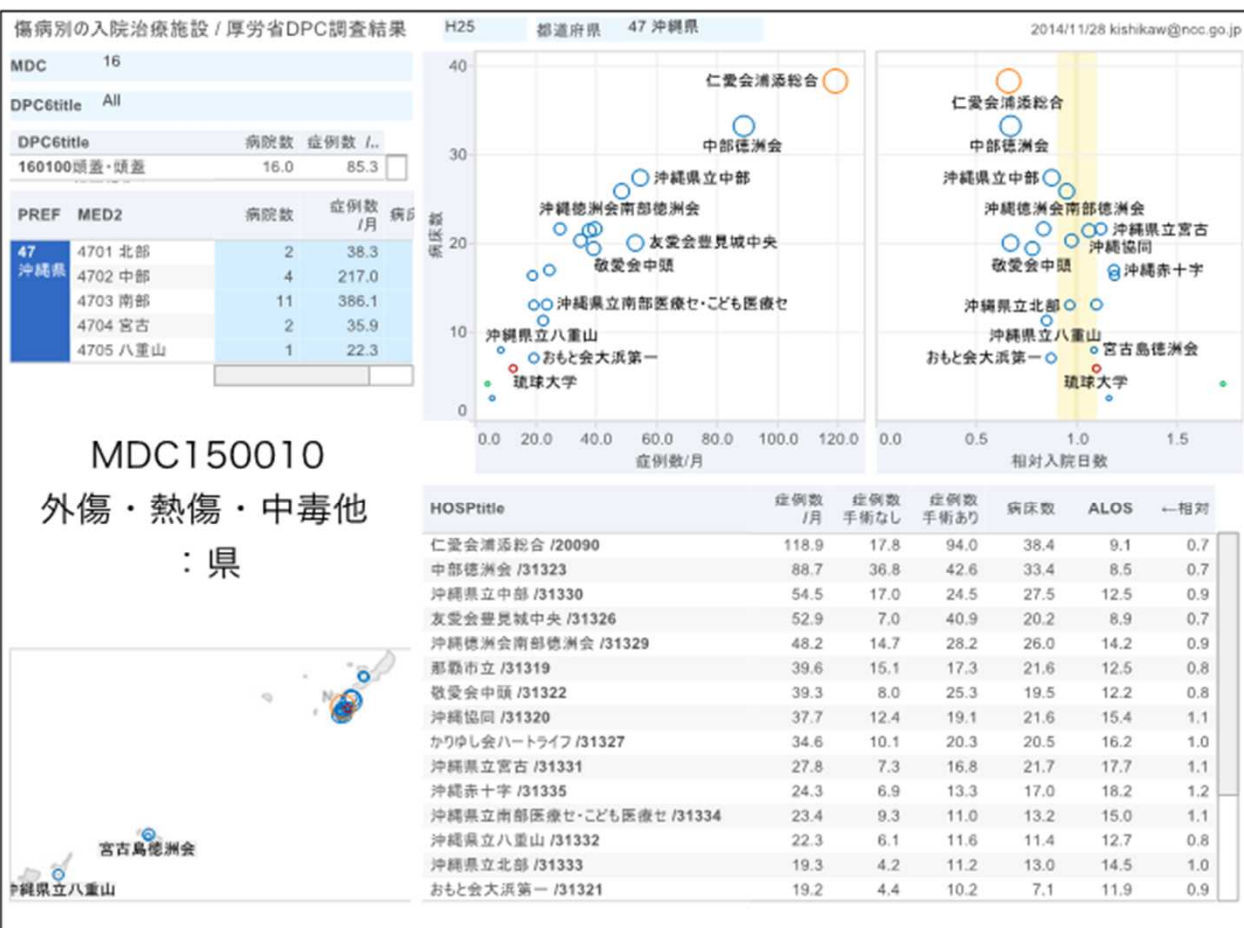 傷病別の入院治療施設 / 厚労省DPC調査結果
H25 都道府県 47 沖縄県
2014/11/28 kishikaw@ncc.go.jp
MDC 16
DPC6title All
DPC6title 病院数 症例数 /..
160100頭蓋・頭蓋 16.0 85.3
PREF MED2 病院数 症例数/月 病床
47 沖縄県
4701 北部 2 38.3
4702 中部 4 217.0
4703 南部 11 386.1
4704 宮古 2 35.9
4705 八重山 1 22.3
MDC150010
外傷・熱傷・中毒他
：県
宮古島徳洲会
沖縄県立八重山
病床数
40
30
20
10
0
仁愛会浦添総合
中部徳洲会
沖縄県立中部
沖縄徳洲会南部徳洲会
友愛会豊見城中央
敬愛会中頭
沖縄県立南部医療セ・こども医療セ
沖縄県立八重山
おもと会大浜第一
琉球大学
0.0 20.0 40.0 60.0 80.0 100.0 120.0
症例数/月
仁愛会浦添総合
中部徳洲会
沖縄県立中部
沖縄徳洲会南部徳洲会
沖縄県立宮古
沖縄協同
敬愛会中頭
沖縄赤十字
沖縄県立北部
沖縄県立八重山
宮古島徳洲会
おもと会大浜第一
琉球大学
0.0 0.5 1.0 1.5
相対入院日数
HOSPtitle 症例数/月 症例数手術なし 症例数手術あり 病床数 ALOS ←相対
仁愛会浦添総合 /20090 118.9 17.8 94.0 38.4 9.1 0.7
中部徳洲会 /31323 88.7 36.8 42.6 33.4 8.5 0.7
沖縄県立中部 /31330 54.5 17.0 24.5 27.5 12.5 0.9
友愛会豊見城中央 /31326 52.9 7.0 40.9 20.2 8.9 0.7
沖縄徳洲会南部徳洲会 /31329 48.2 14.7 28.2 26.0 14.2 0.9
那覇市立 /31319 39.6 15.1 17.3 21.6 12.5 0.8
敬愛会中頭 /31322 39.3 8.0 25.3 19.5 12.2 0.8
沖縄協同 /31320 37.7 12.4 19.1 21.6 15.4 1.1
かりゆし会ハートライフ /31327 34.6 10.1 20.3 20.5 16.2 1.0
沖縄県立宮古 /31331 27.8 7.3 16.8 21.7 17.7 1.1
沖縄赤十字 /31335 24.3 6.9 13.3 17.0 18.2 1.2
沖縄県立南部医療セ・こども医療セ /31334 23.4 9.3 11.0 13.2 15.0 1.1
沖縄県立八重山 /31332 22.3 6.1 11.6 11.4 12.7 0.8
沖縄県立北部 /31333 19.3 4.2 11.2 13.0 14.5 1.0
おもと会大浜第一 /31321 19.2 4.4 10.2 7.1 11.9 0.9